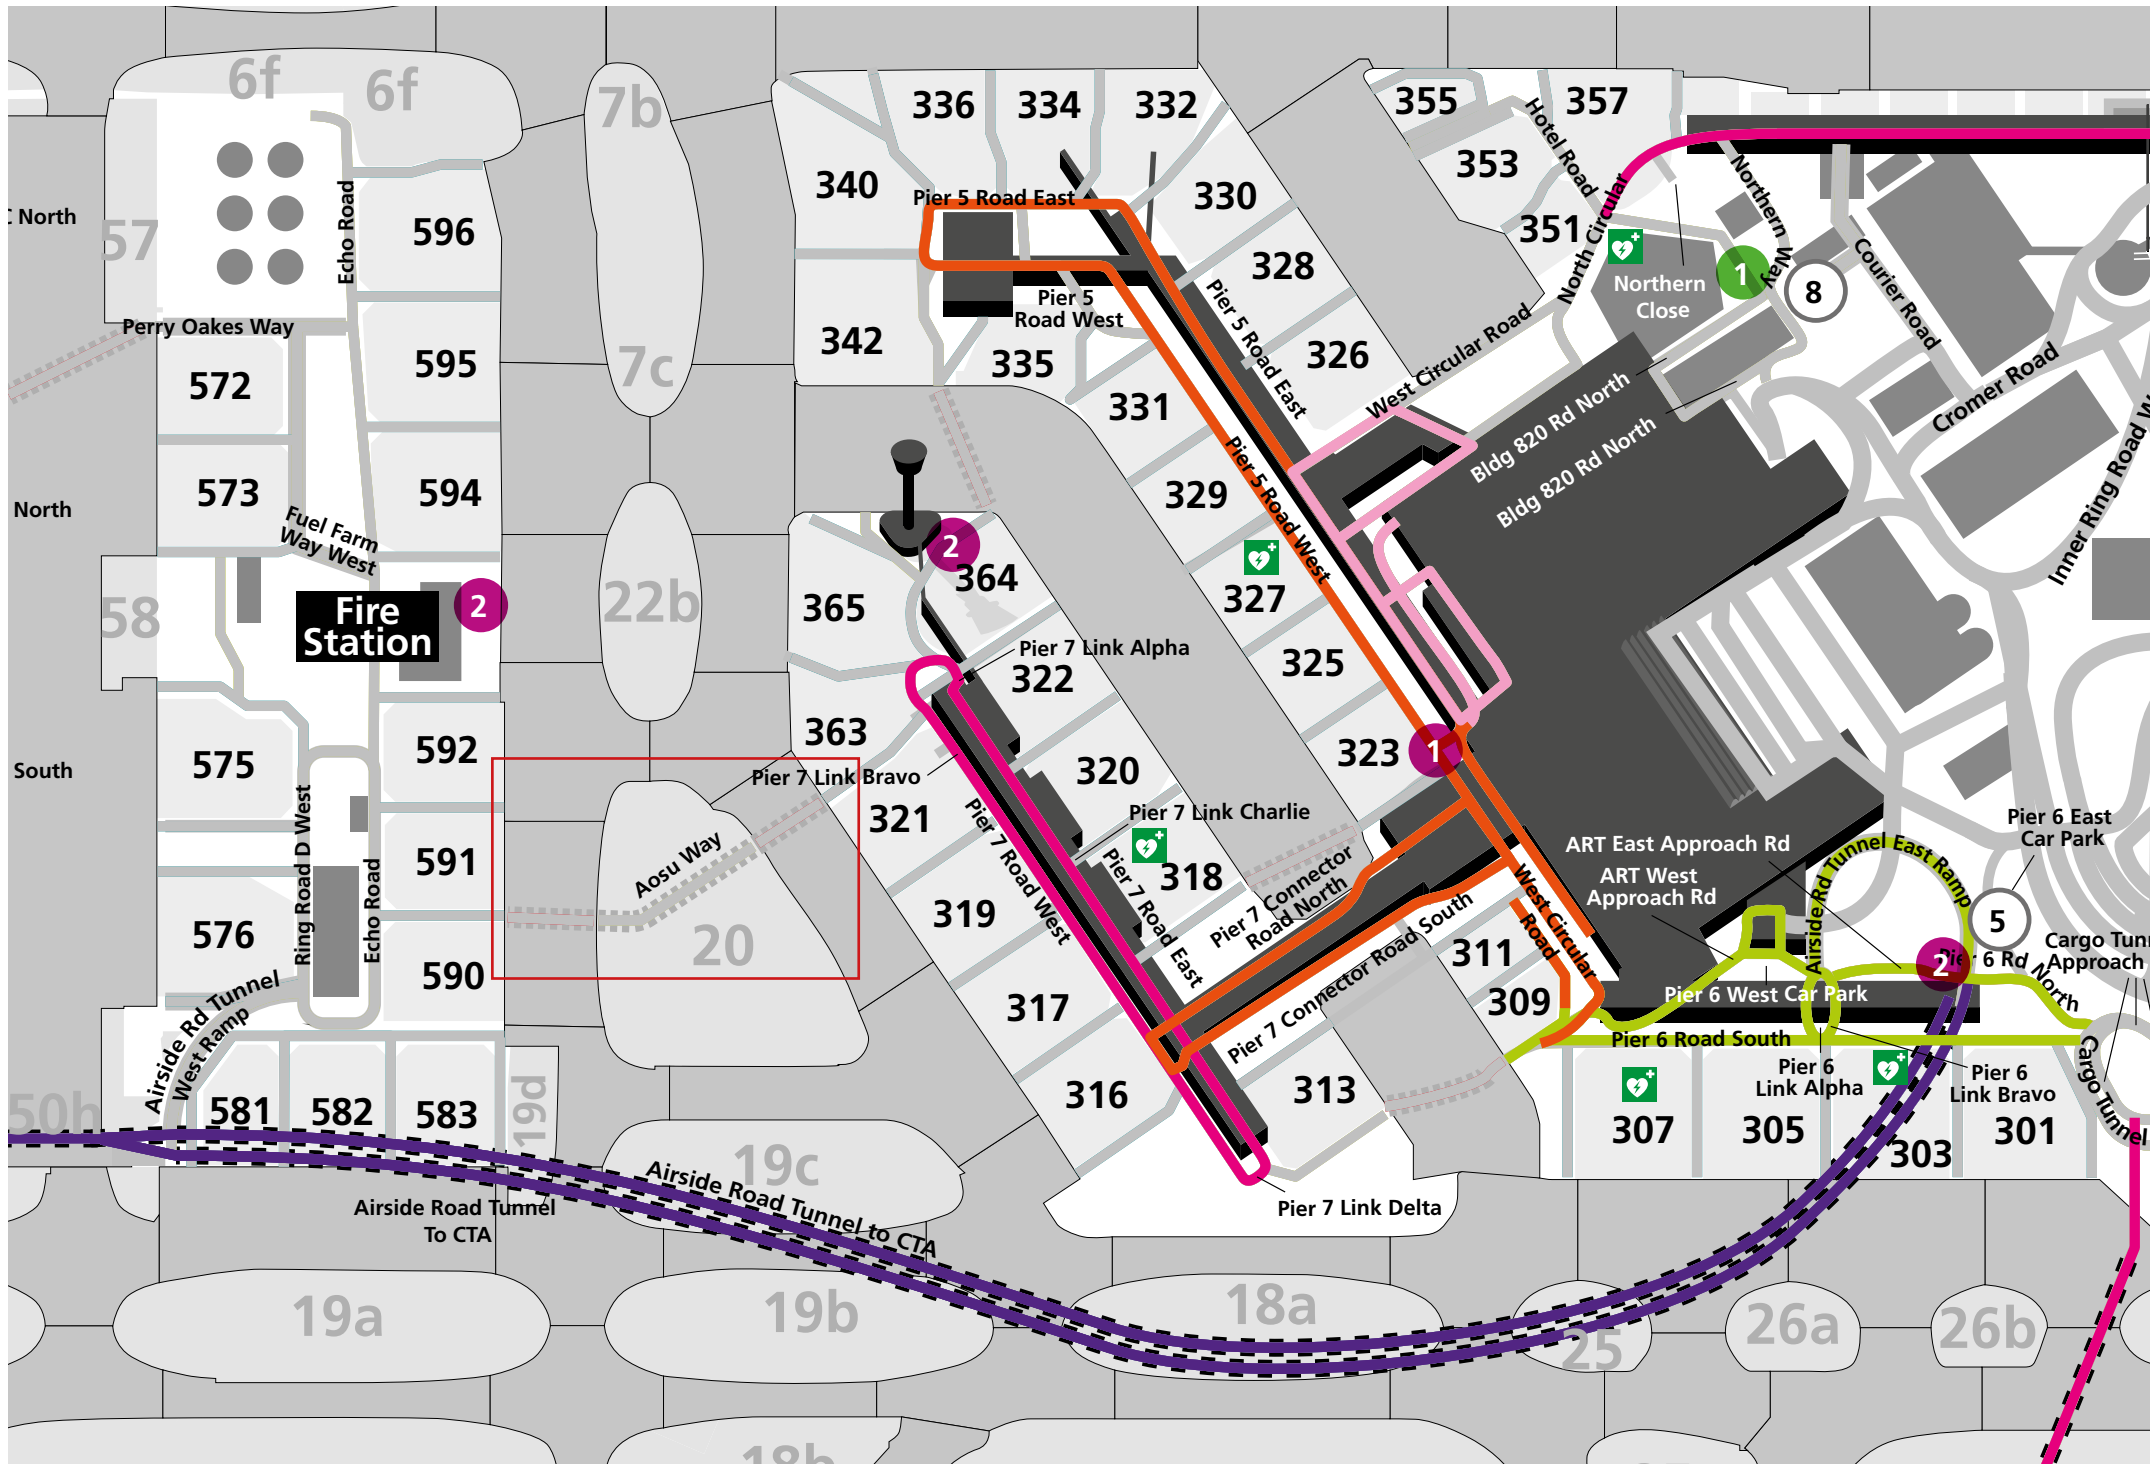 6f
6f
7b
336
334
332
355
357
Hotel Road
353
340
Pier 5 Road East
330
351
North Circular
Northern Way
C North
57
Echo Road
596
328
Northern
Close
1
8
Courier Road
Pier 5
Road West
Pier 5 Road East
West Circular Road
Perry Oakes Way
572
595
7c
342
335
326
331
Cromer Road
Bldg 820 Rd North
Bldg 820 Rd North
Inner Ring Road W
573
594
329
Pier 5 Road West
North
Fuel Farm
Way West
2
364
58
Fire
Station
2
22b
365
327
Pier 7 Link Alpha
322
325
363
South
575
592
Pier 7 Link Bravo
320
323
1
321
Pier 7 Link Charlie
Ring Road D West
Echo Road
591
Aosu Way
Pier 7 Road West
Pier 7 Road East
318
Pier 7 Connector
Road North
West Circular
Road
ART East Approach Rd
ART West
Approach Rd
Airside Rd Tunnel East Ramp
Pier 6 East
Car Park
5
576
20
319
311
Cargo Tunn
Approach
2
Pier 6 Rd North
590
317
Pier 7 Connector Road South
309
Pier 6 West Car Park
Airside Rd Tunnel
West Ramp
Pier 6 Road South
50h
581
582
583
19d
316
313
307
Pier 6
Link Alpha
305
303
Pier 6
Link Bravo
301
Cargo Tunnel
19c
Airside Road Tunnel
To CTA
Airside Road Tunnel to CTA
Pier 7 Link Delta
19a
19b
18a
25
26a
26b
18b